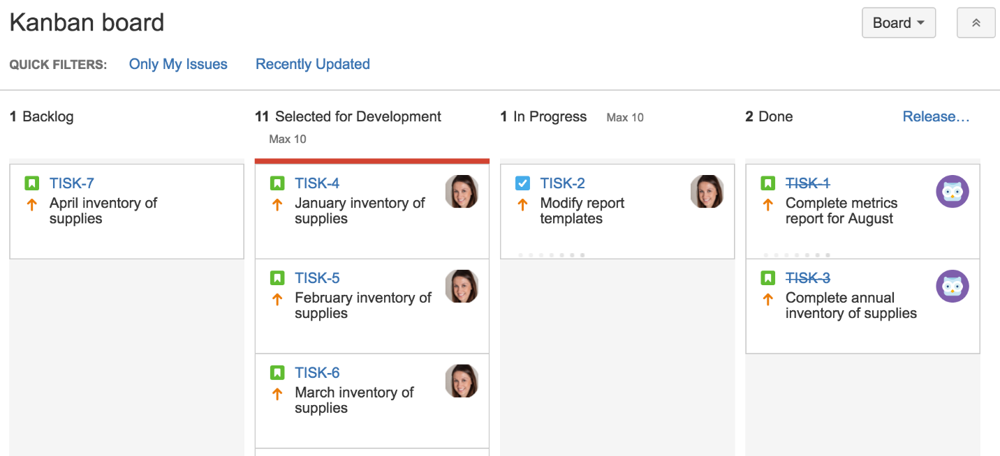 Kanban board
Board
QUICK FILTERS:
Only My Issues
Recently Updated
1 Backlog
11 Selected for Development
Max 10
1 In Progress
Max 10
2 Done
Release…
TISK-7
April inventory of
supplies
TISK-4
January inventory of
supplies
TISK-5
February inventory of
supplies
TISK-6
March inventory of
supplies
TISK-2
Modify report
templates
TISK-1
Complete metrics
report for August
TISK-3
Complete annual
inventory of supplies